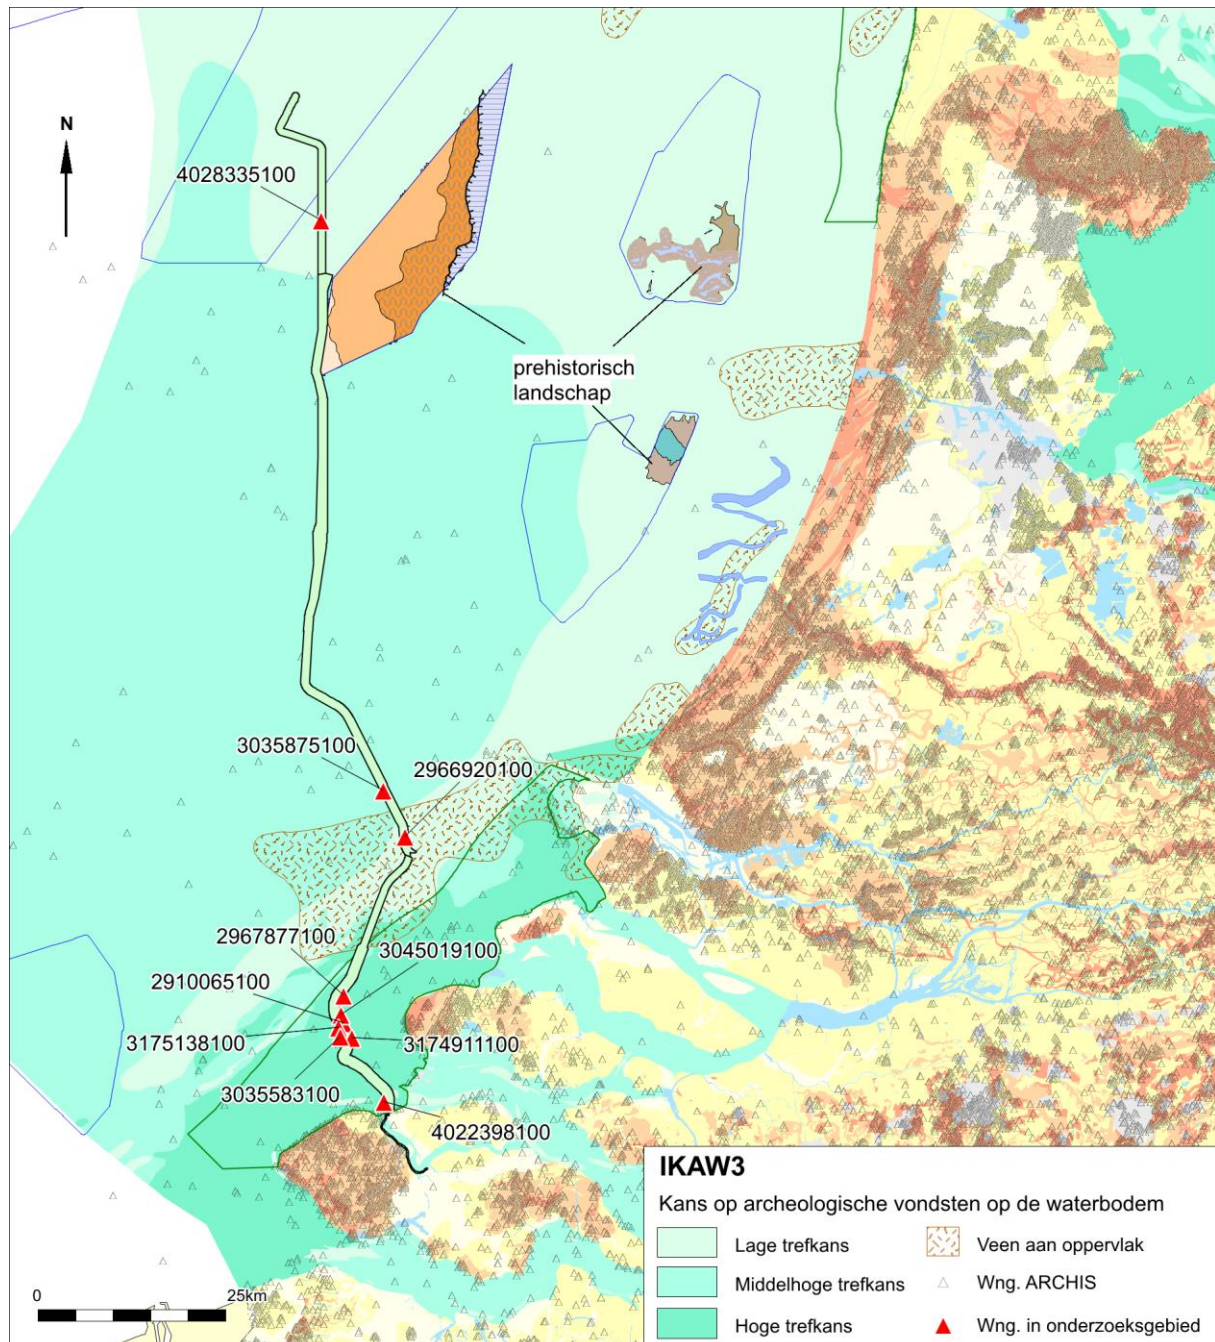 N
4028335100
prehistorisch
landschap
3035875100
2966920100
2967877100
3045019100
2910065100
3175138100
3174911100
3035583100
4022398100
0
25km
IKAW3
Kans op archeologische vondsten op de waterbodem
Lage trefkans
Veen aan oppervlak
Middelhoge trefkans
Wng. ARCHIS
Hoge trefkans
Wng. in onderzoeksgebied